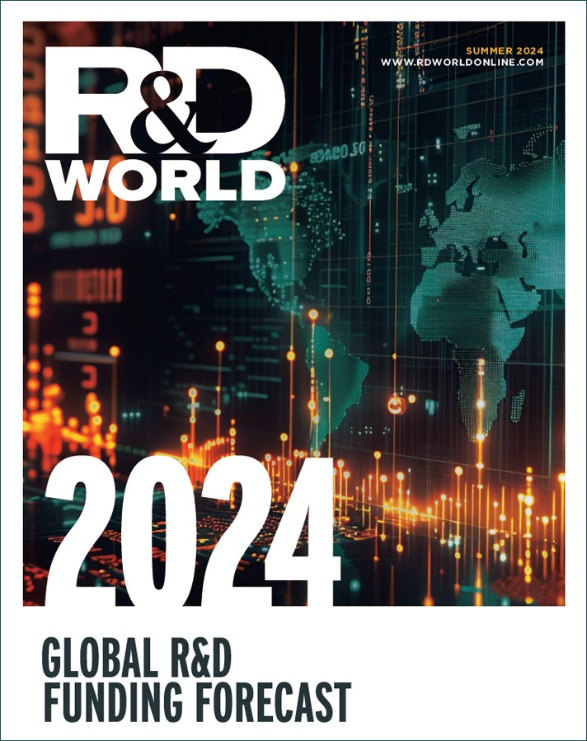 SUMMER 2024
WWW.RDWORLDONLINE.COM
R&D
WORLD
2024
GLOBAL R&D
FUNDING FORECAST